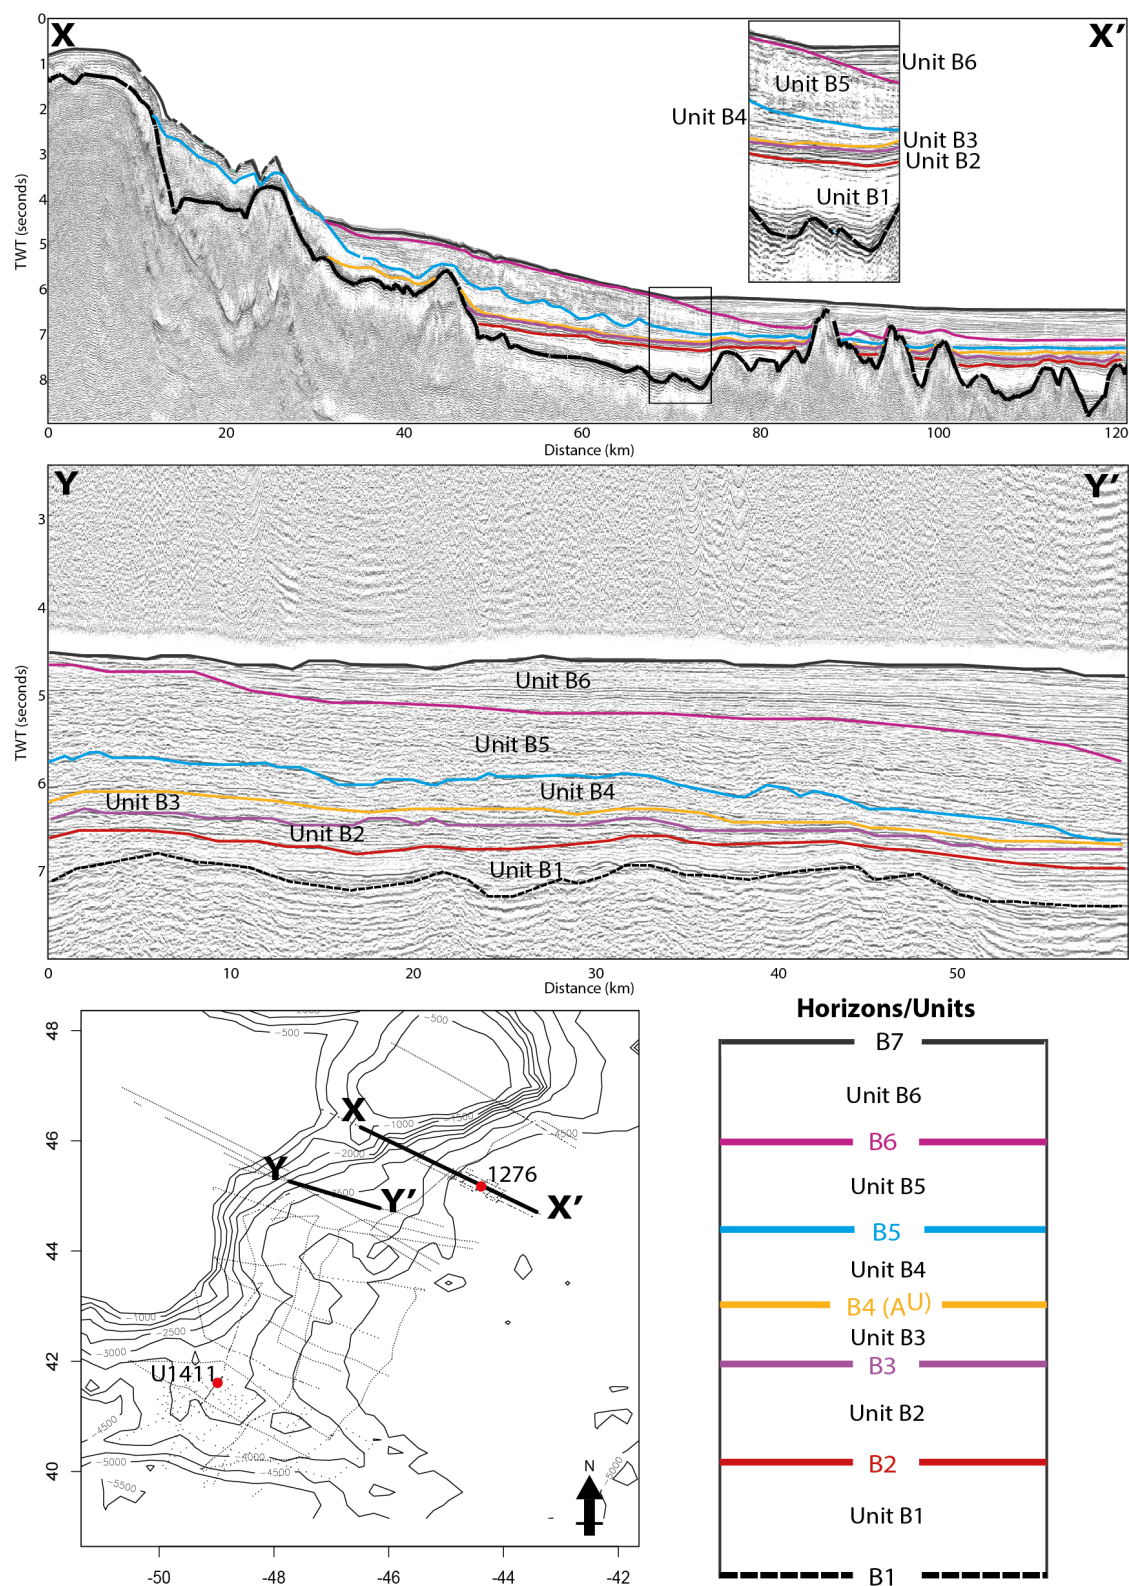 X
X′
0
1
2
3
4
5
6
7
8
TWT (seconds)
Unit B6
Unit B5
Unit B4
Unit B3
Unit B2
Unit B1
0
20
40
60
80
100
120
Distance (km)
Y
Y′
3
4
5
6
7
TWT (seconds)
Unit B6
Unit B5
Unit B4
Unit B3
Unit B2
Unit B1
0
10
20
30
40
50
Distance (km)
48
46
44
42
40
-50
-48
-46
-44
-42
-500
-500
-1000
-1500
-4500
-2000
X
1276
Y
Y′
X′
-1000
-2500
-3000
U1411
-4500
-5000
-5500
-4000
-4500
-5000
N
Horizons/Units
B7
Unit B6
B6
Unit B5
B5
Unit B4
B4 (AU)
Unit B3
B3
Unit B2
B2
Unit B1
B1